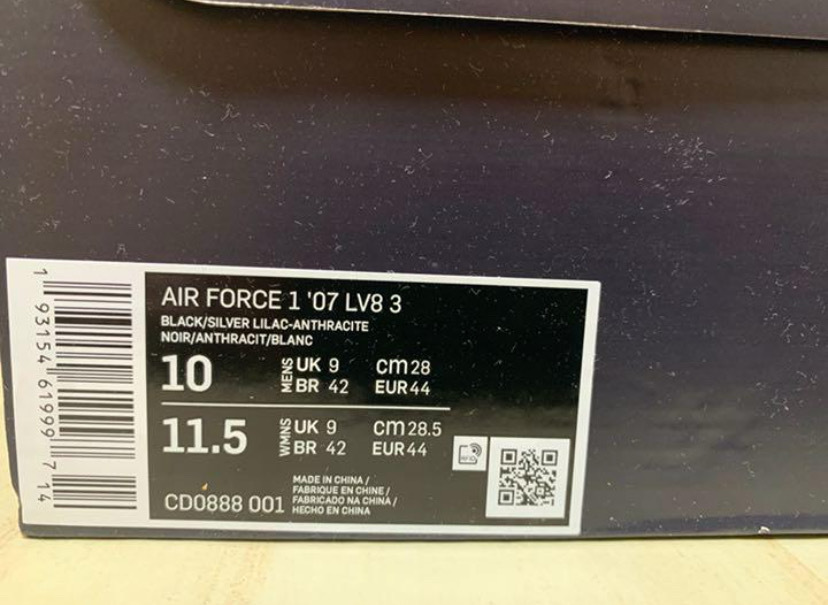 AIR FORCE 1 '07 LV8 3
BLACK/SILVER LILAC-ANTHRACITE
NOIR/ANTHRACIT/BLANC
10 MENS UK 9 cm 28
BR 42 EUR 44
11.5 WMNS UK 9 cm 28.5
BR 42 EUR 44
RFID
CD0888 001
MADE IN CHINA /
FABRIQUE EN CHINE /
FABRICADO NA CHINA /
HECHO EN CHINA
1 93154 61999 7 14